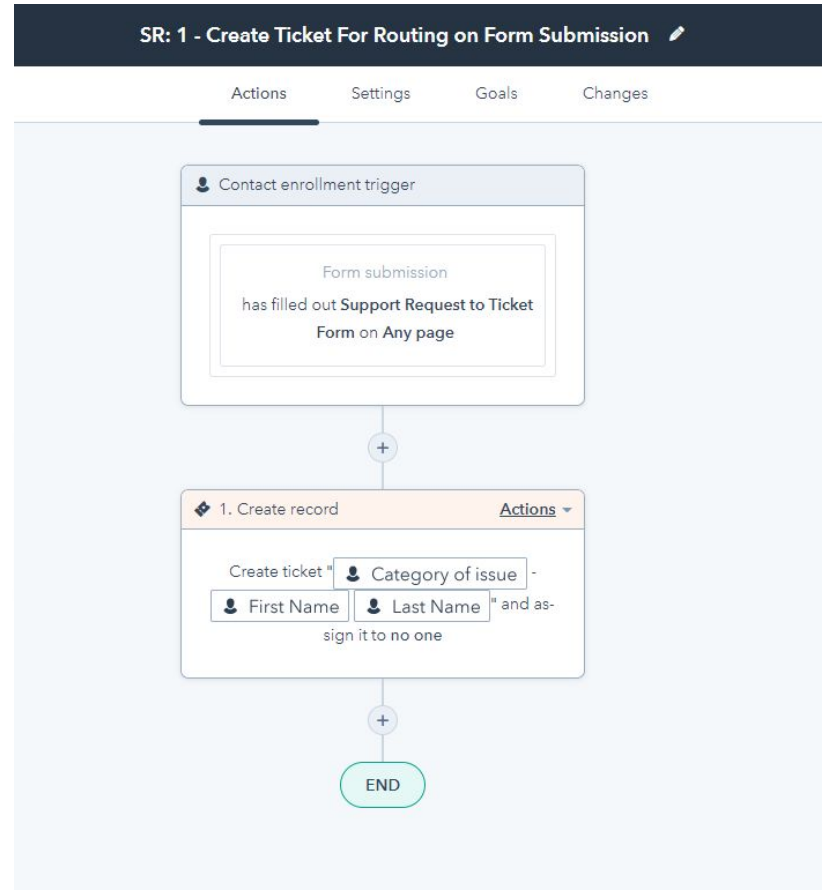 SR: 1 - Create Ticket For Routing on Form Submission
Actions Settings Goals Changes
Contact enrollment trigger
Form submission
has filled out Support Request to Ticket
Form on Any page
+
1. Create record Actions
Create ticket " Category of issue -
First Name Last Name " and as-
sign it to no one
+
END